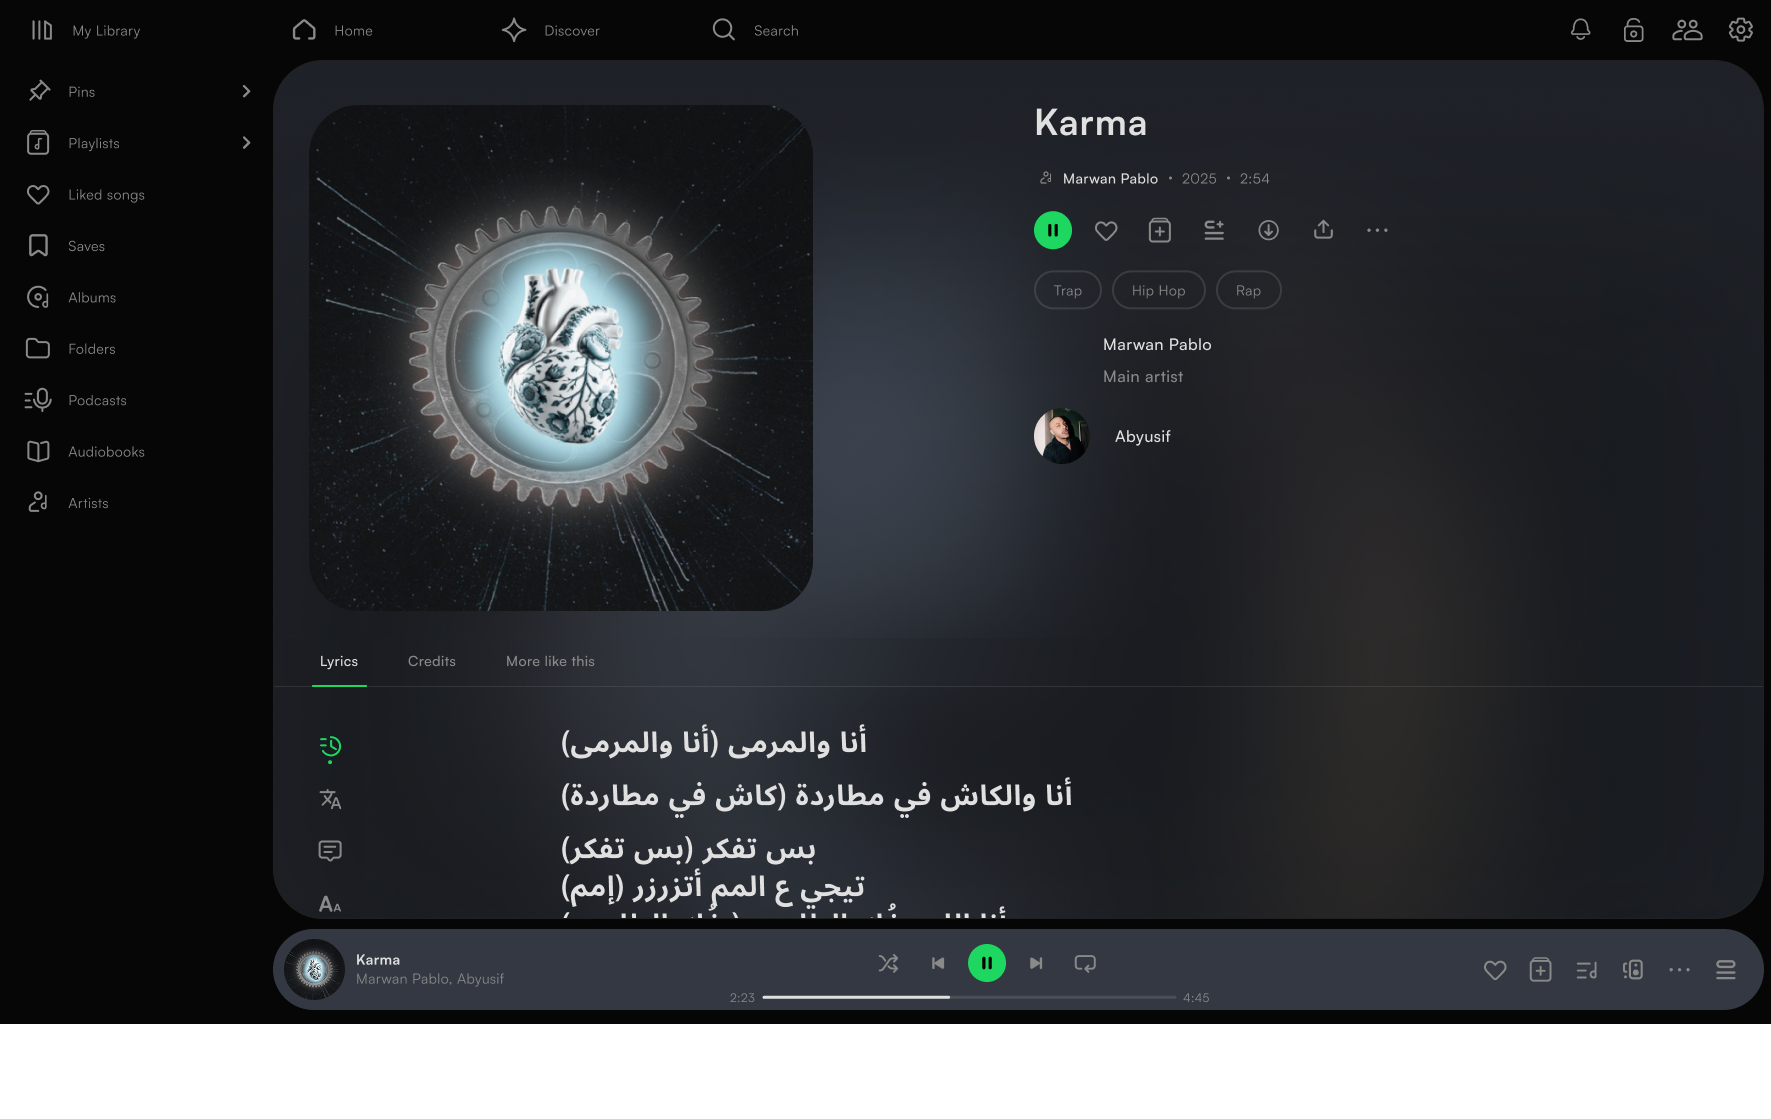 My Library
Home
Discover
Search
Pins
Playlists
Liked songs
Saves
Albums
Folders
Podcasts
Audiobooks
Artists
Karma
Marwan Pablo • 2025 • 2:54
Trap
Hip Hop
Rap
Marwan Pablo
Main artist
Abyusif
Lyrics
Credits
More like this
أنا والمرمى (أنا والمرمى)
أنا والكاش في مطاردة (كاش في مطاردة)
بس تفكر (بس تفكر)
تيجي ع المم أتزرزر (إمم)
Karma
Marwan Pablo, Abyusif
2:23
4:45